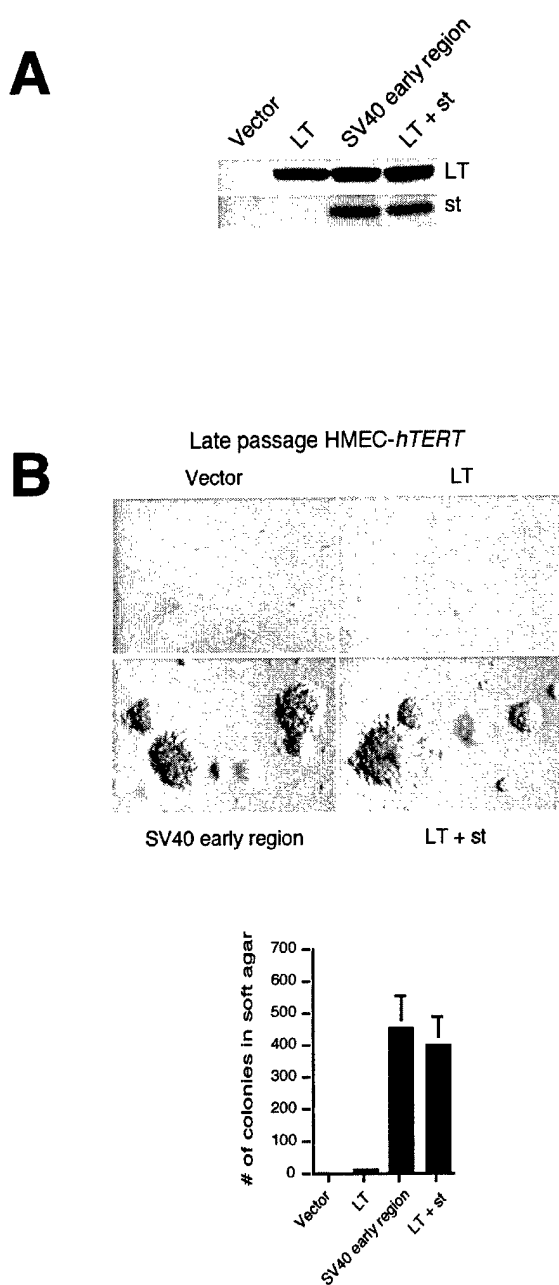 A
Vector
LT
SV40 early region
LT + st
LT
st
B
Late passage HMEC-hTERT
Vector
LT
SV40 early region
LT + st
# of colonies in soft agar
700
600
500
400
300
200
100
0
Vector
LT
SV40 early region
LT + st